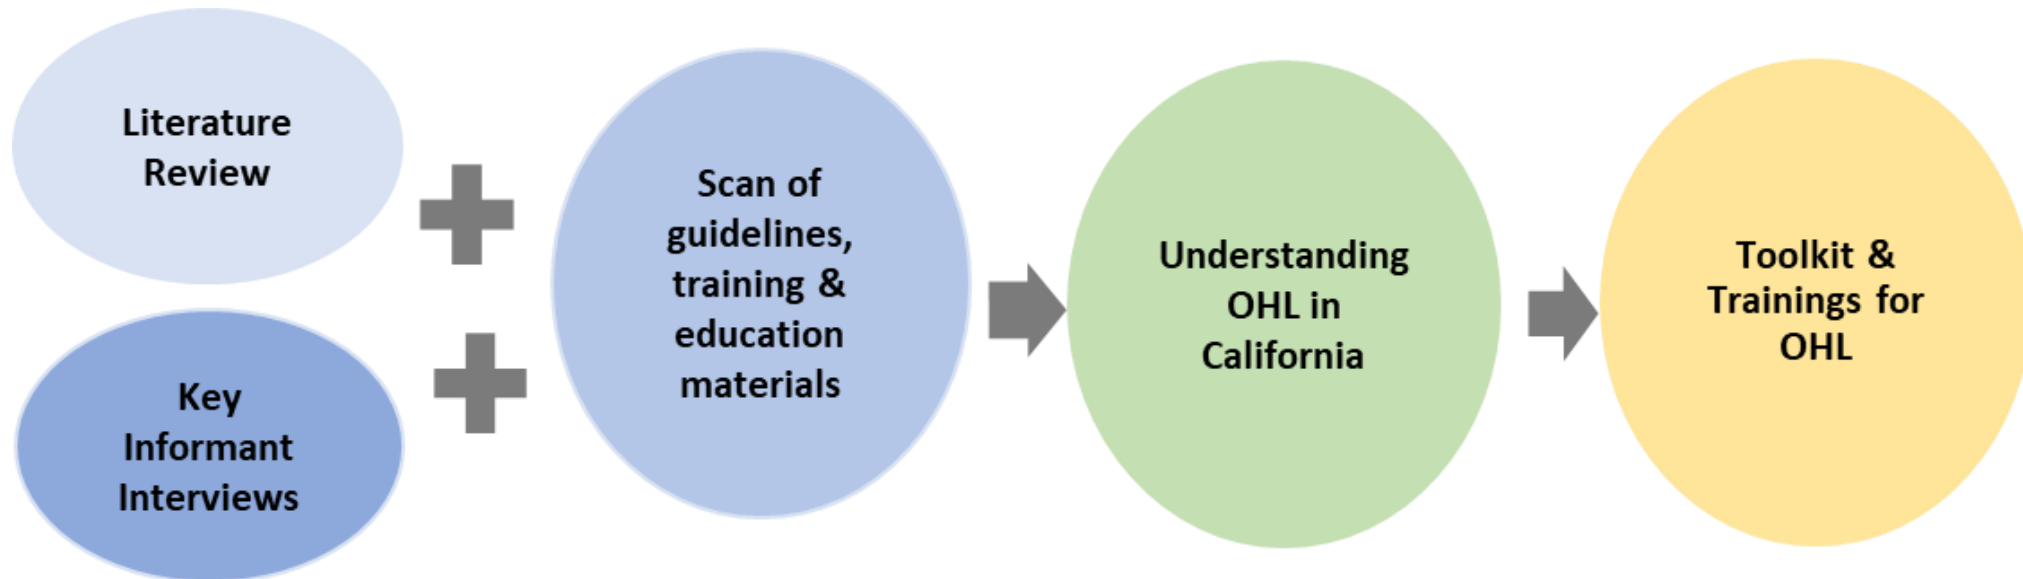 Literature
Review
Key
Informant
Interviews
Scan of
guidelines,
training &
education
materials
Understanding
OHL in
California
Toolkit &
Trainings for
OHL